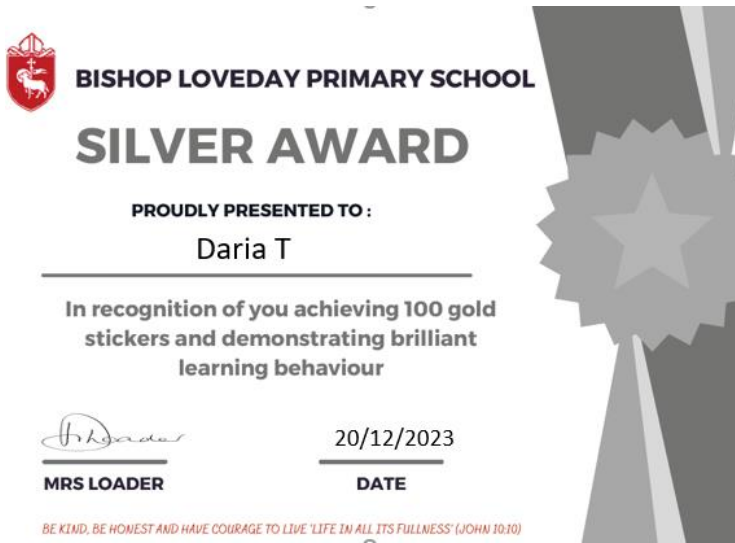 BISHOP LOVEDAY PRIMARY SCHOOL
SILVER AWARD
PROUDLY PRESENTED TO :
Daria T
In recognition of you achieving 100 gold
stickers and demonstrating brilliant
learning behaviour
20/12/2023
MRS LOADER
DATE
BE KIND, BE HONEST AND HAVE COURAGE TO LIVE 'LIFE IN ALL ITS FULLNESS' (JOHN 10:10)